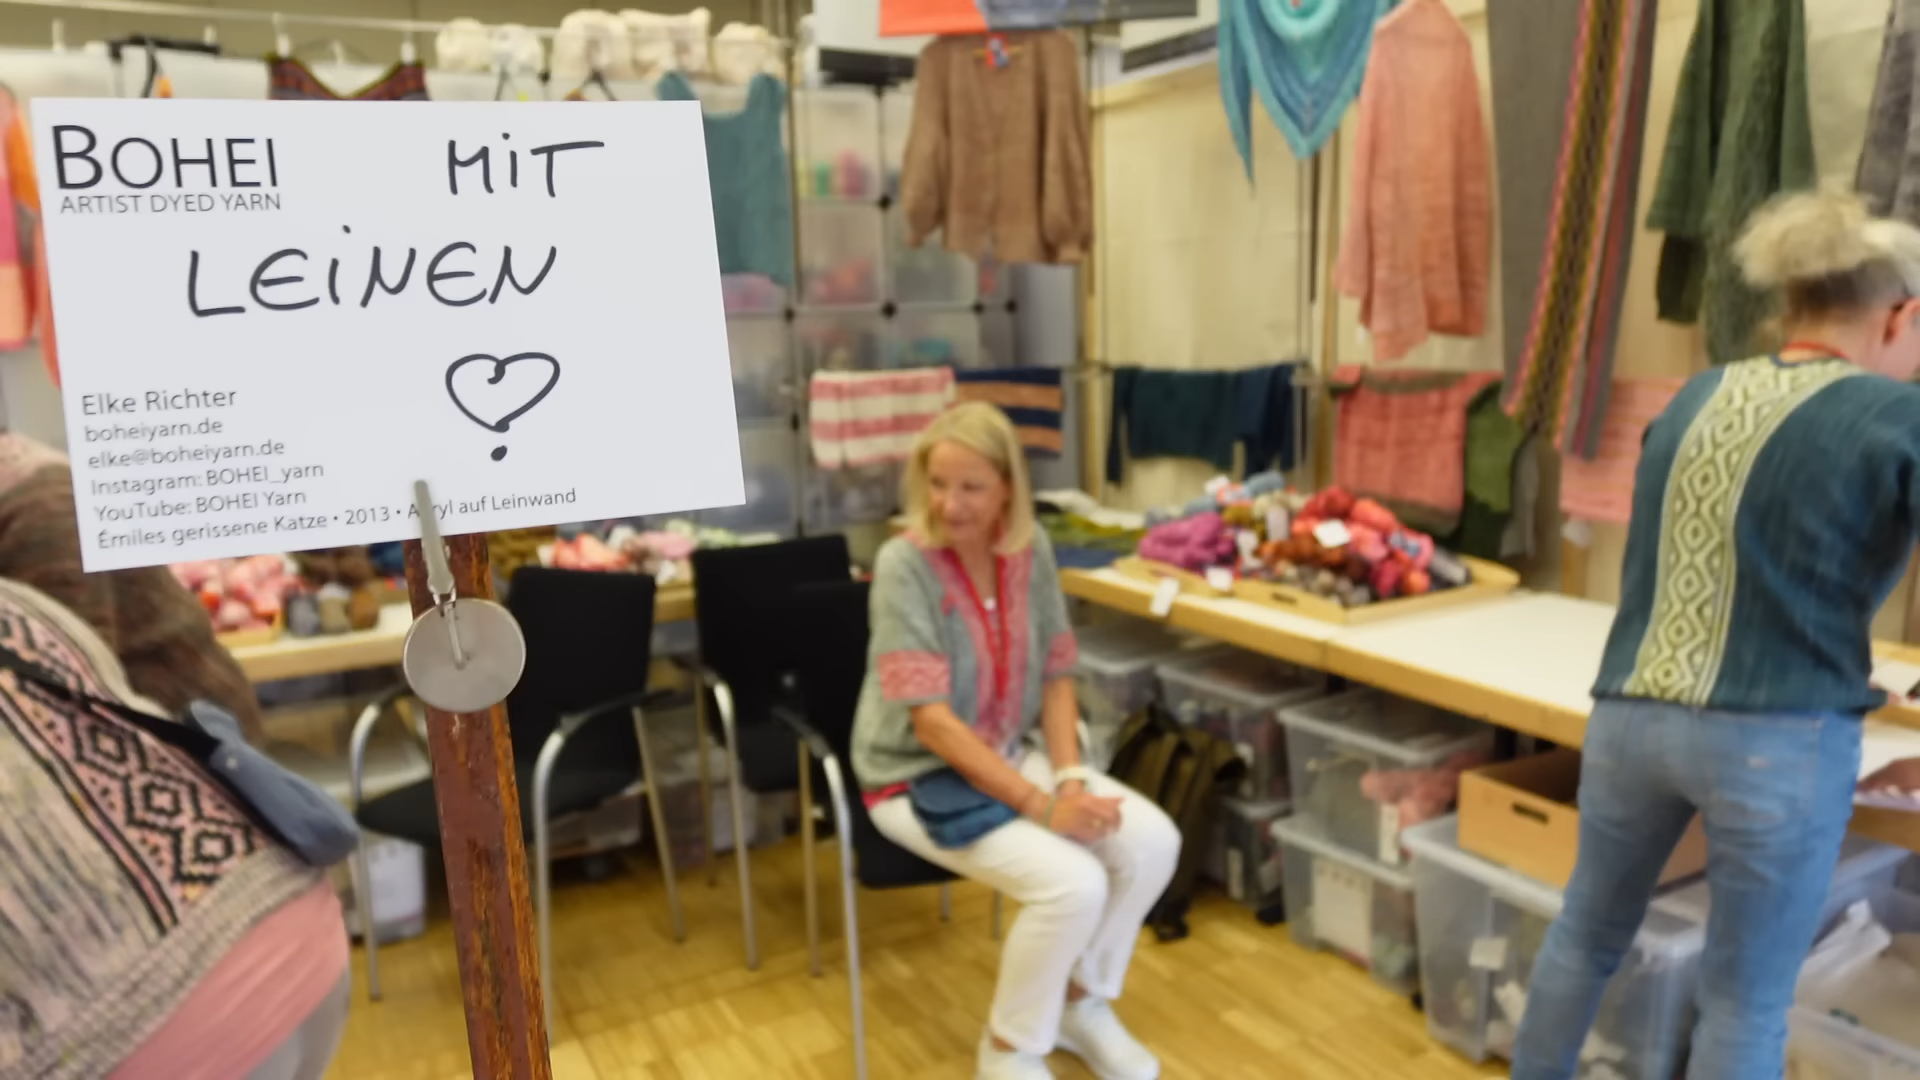 BOHEI
ARTIST DYED YARN
MiT
LEiNEN
Elke Richter
boheiyarn.de
elke@boheiyarn.de
Instagram: BOHEI_yarn
YouTube: BOHEI Yarn
Émiles gerissene Katze • 2013 • Acryl auf Leinwand